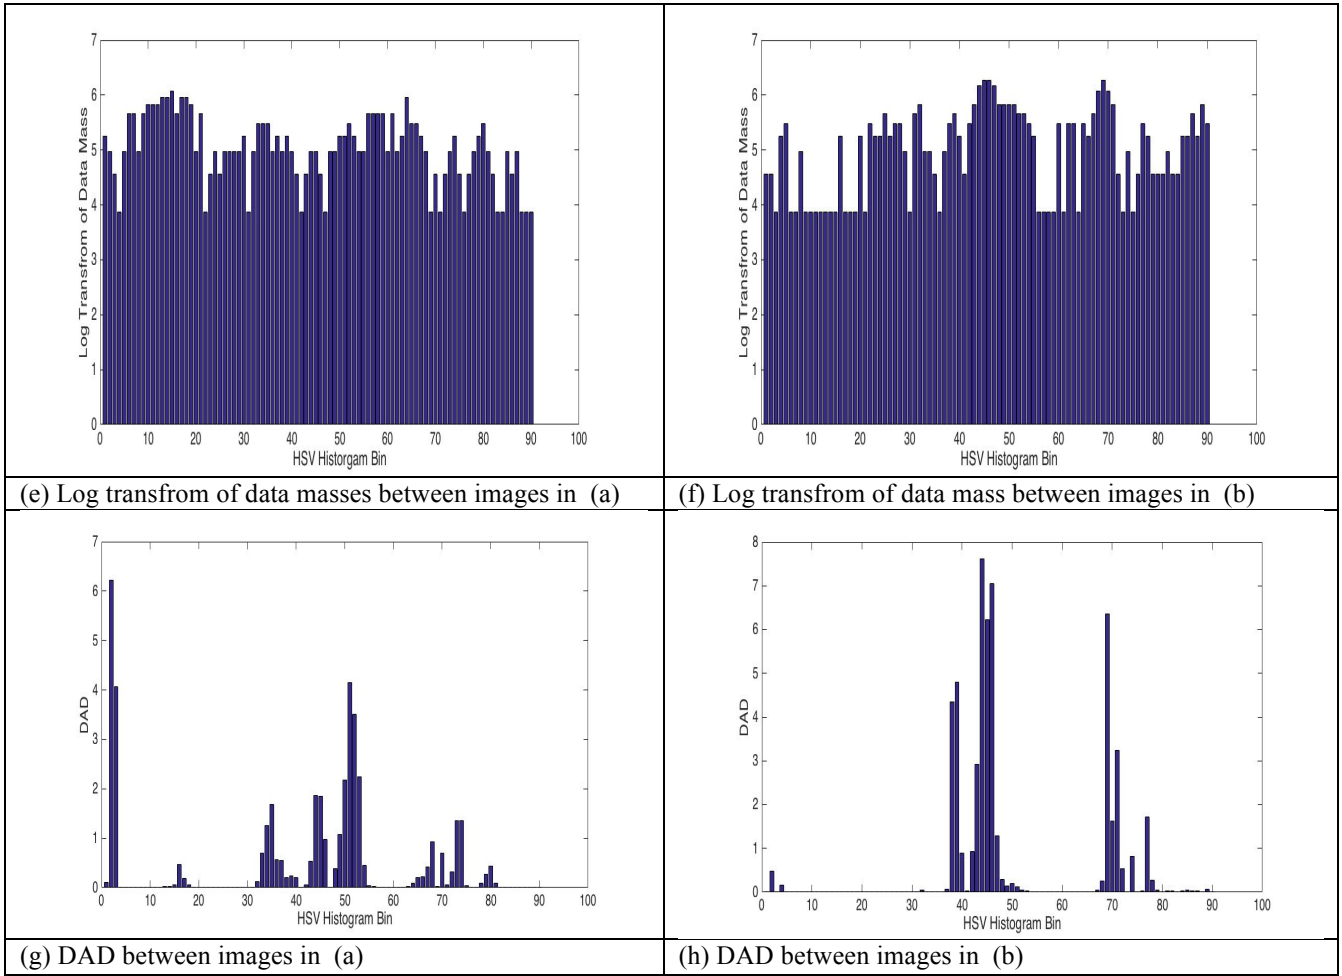 7
6
5
4
3
2
1
0
Log Transfrom of Data Mass
0 10 20 30 40 50 60 70 80 90 100
HSV Historgam Bin
7
6
5
4
3
2
1
0
Log Transfrom of Data Mass
0 10 20 30 40 50 60 70 80 90 100
HSV Histogram Bin
(e) Log transfrom of data masses between images in (a)
(f) Log transfrom of data mass between images in (b)
7
6
5
4
3
2
1
0
DAD
0 10 20 30 40 50 60 70 80 90 100
HSV Histogram Bin
8
7
6
5
4
3
2
1
0
DAD
0 10 20 30 40 50 60 70 80 90 100
HSV Histogram Bin
(g) DAD between images in (a)
(h) DAD between images in (b)